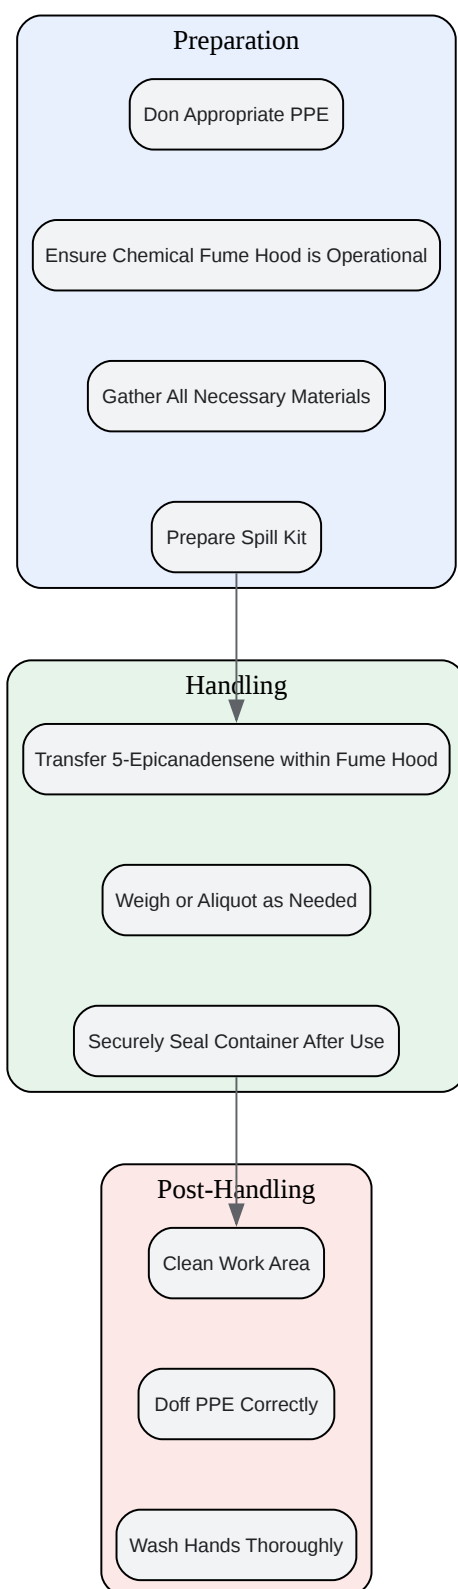 Preparation
Don Appropriate PPE
Ensure Chemical Fume Hood is Operational
Gather All Necessary Materials
Prepare Spill Kit
Handling
Transfer 5-Epicanadensene within Fume Hood
Weigh or Aliquot as Needed
Securely Seal Container After Use
Post-Handling
Clean Work Area
Doff PPE Correctly
Wash Hands Thoroughly